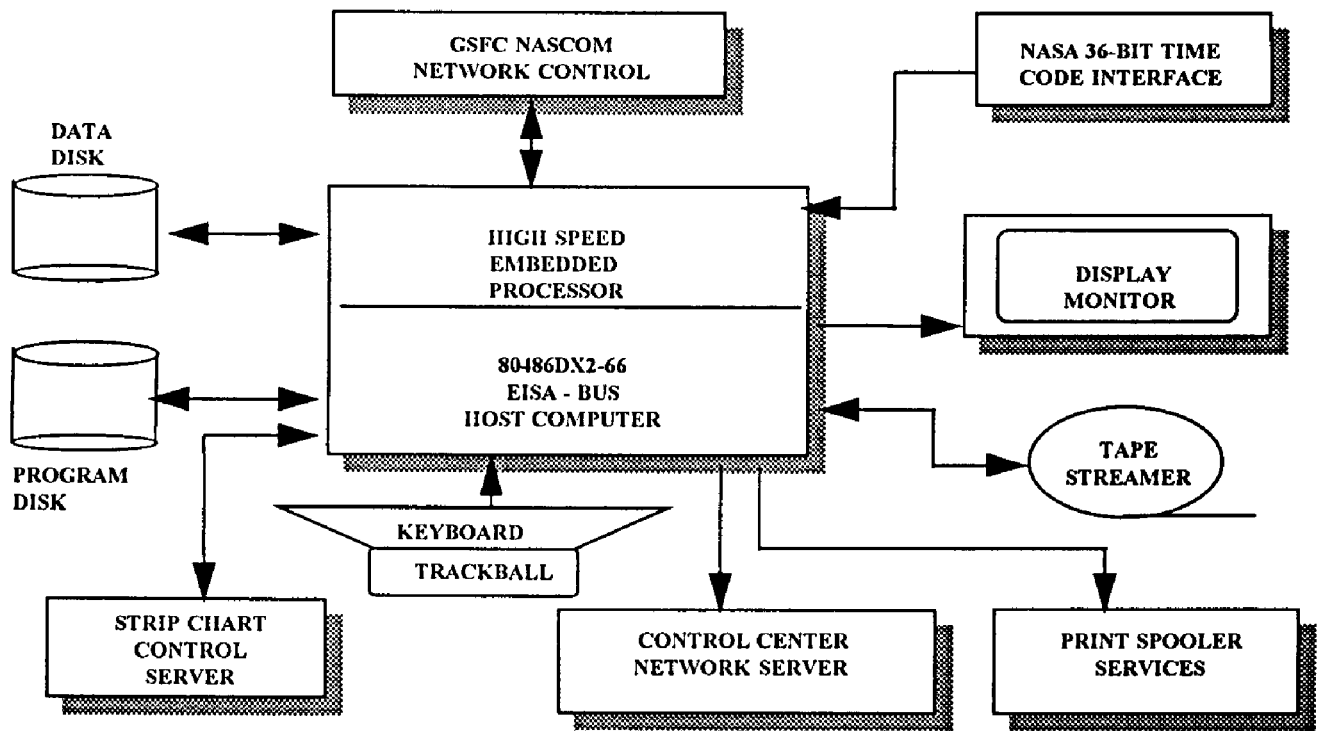 GSFC NASCOM
NETWORK CONTROL
NASA 36-BIT TIME
CODE INTERFACE
DATA
DISK
HIGH SPEED
EMBEDDED
PROCESSOR
DISPLAY
MONITOR
80486DX2-66
EISA - BUS
HOST COMPUTER
PROGRAM
DISK
TAPE
STREAMER
KEYBOARD
TRACKBALL
STRIP CHART
CONTROL
SERVER
CONTROL CENTER
NETWORK SERVER
PRINT SPOOLER
SERVICES